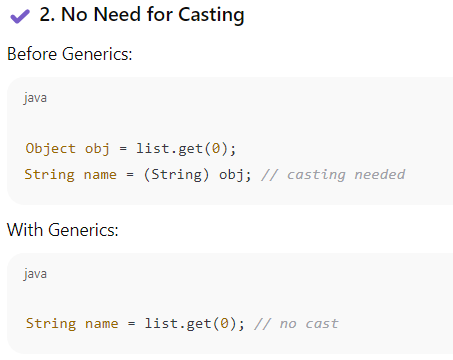 ✔ 2. No Need for Casting
Before Generics:
java
Object obj = list.get(0);
String name = (String) obj; // casting needed
With Generics:
java
String name = list.get(0); // no cast